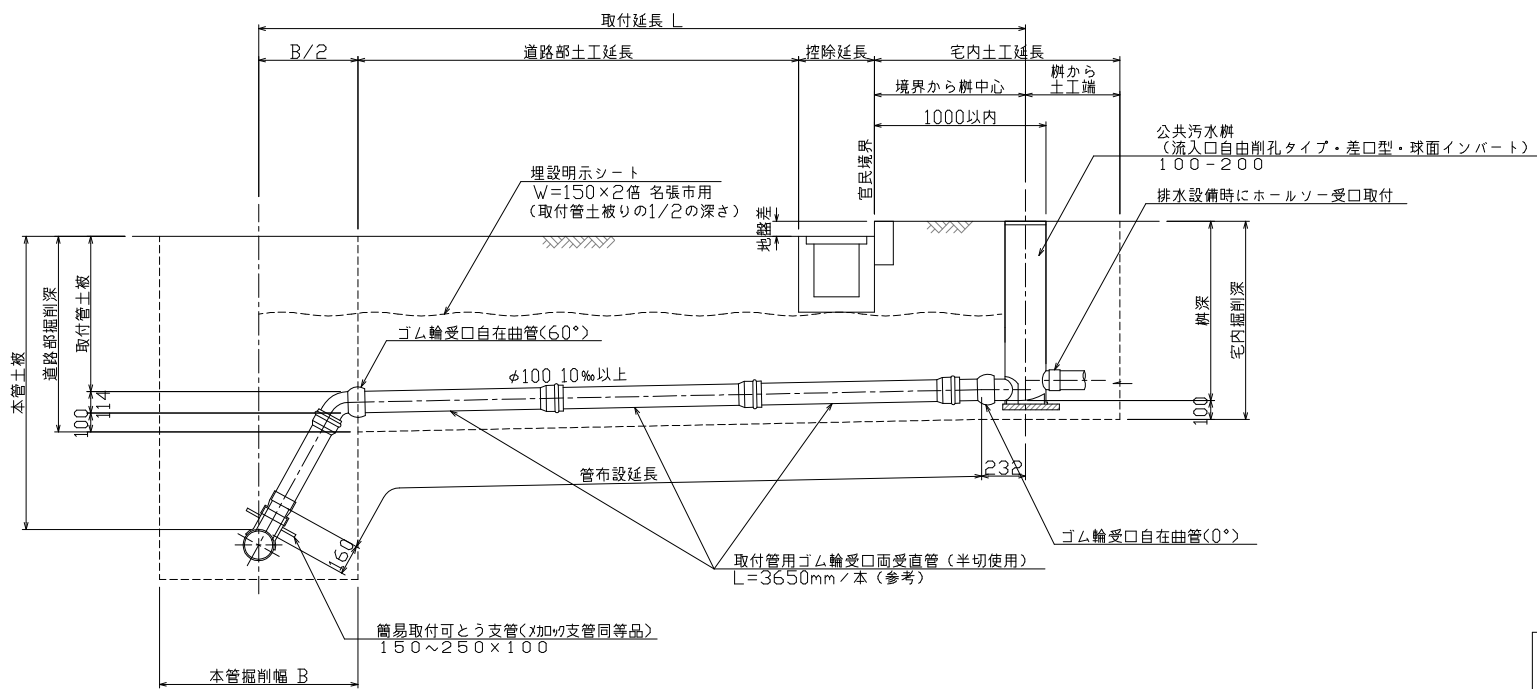 取付延長 L
B/2
道路部土工延長
控除延長
宅内土工延長
境界から桝中心
桝から
土工端
1000以内
官民境界
公共汚水桝
(流入口自由削孔タイプ・差口型・球面インバート)
100-200
排水設備時にホールソー受口取付
埋設明示シート
W=150×2倍 名張市用
(取付管土被りの1/2の深さ)
地盤差
本管土被
道路部掘削深
取付管土被
114
100
ゴム輪受口自在曲管(60°)
φ100 10‰以上
桝深
宅内掘削深
100
管布設延長
232
160
ゴム輪受口自在曲管(0°)
取付管用ゴム輪受口両受直管(半切使用)
L=3650mm/本(参考)
簡易取付可とう支管(メカロック支管同等品)
150~250×100
本管掘削幅 B